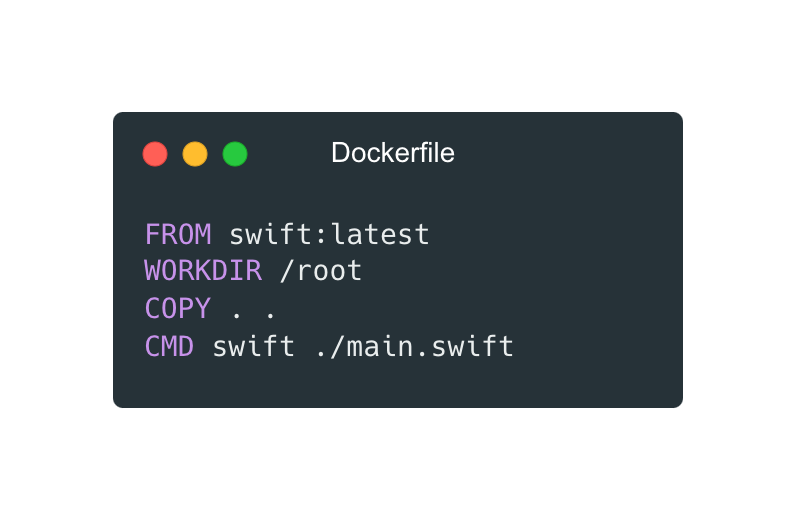 Dockerfile
FROM swift:latest
WORKDIR /root
COPY . .
CMD swift ./main.swift